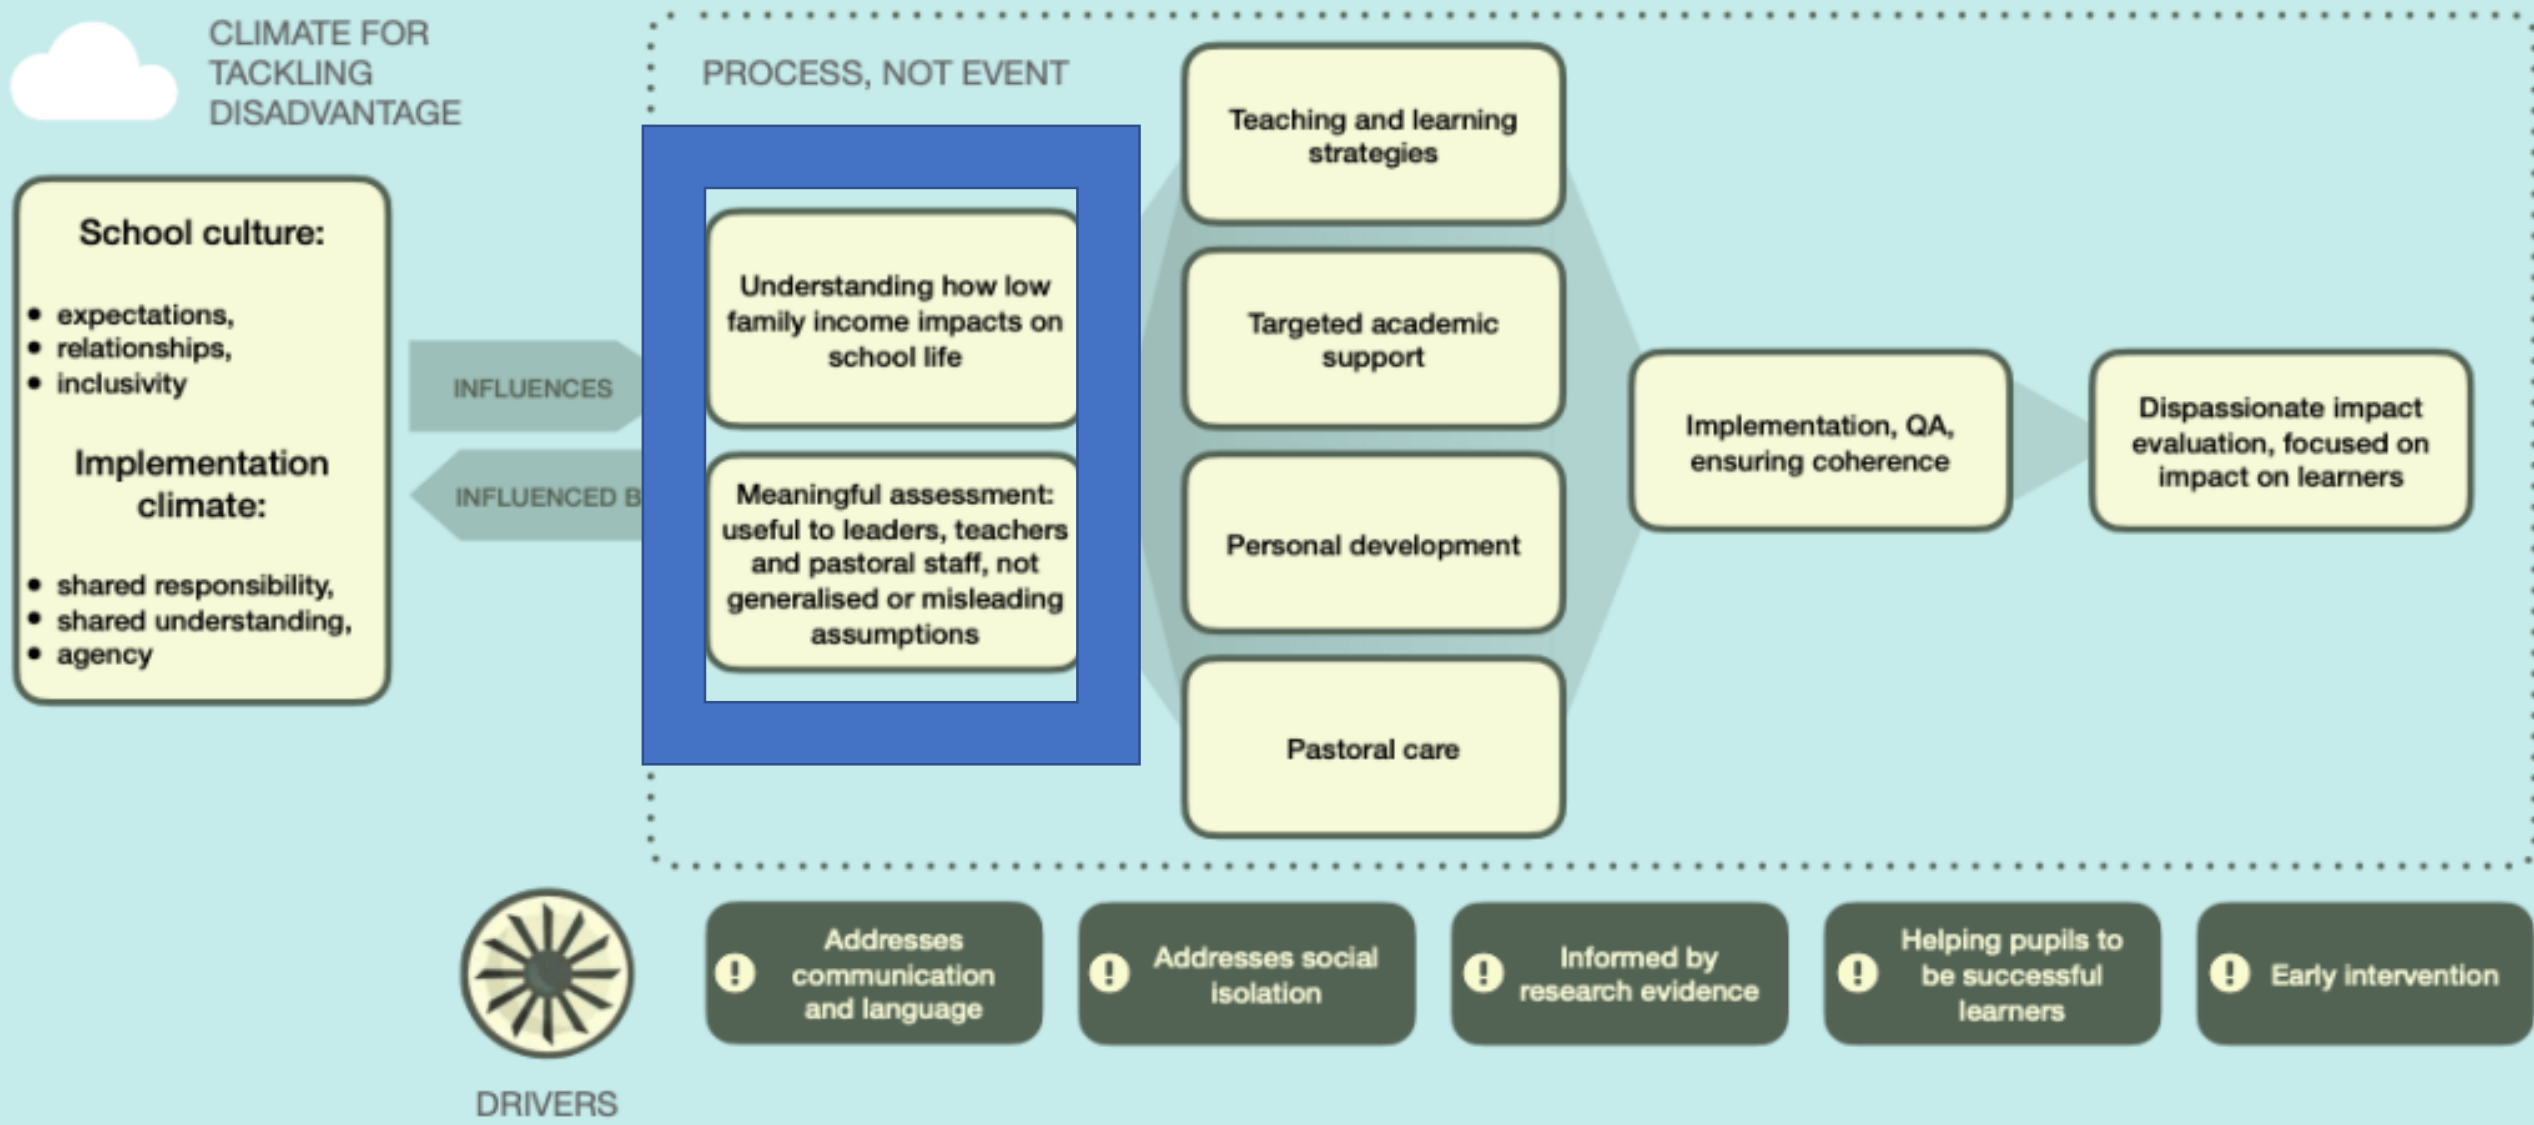 CLIMATE FOR
TACKLING
DISADVANTAGE
School culture:
• expectations,
• relationships,
• inclusivity
Implementation
climate:
• shared responsibility,
• shared understanding,
• agency
INFLUENCES
INFLUENCED B
PROCESS, NOT EVENT
Understanding how low
family income impacts on
school life
Meaningful assessment:
useful to leaders, teachers
and pastoral staff, not
generalised or misleading
assumptions
Teaching and learning
strategies
Targeted academic
support
Personal development
Pastoral care
Implementation, QA,
ensuring coherence
Dispassionate impact
evaluation, focused on
impact on learners
DRIVERS
! Addresses
communication
and language
! Addresses social
isolation
! Informed by
research evidence
! Helping pupils to
be successful
learners
! Early intervention